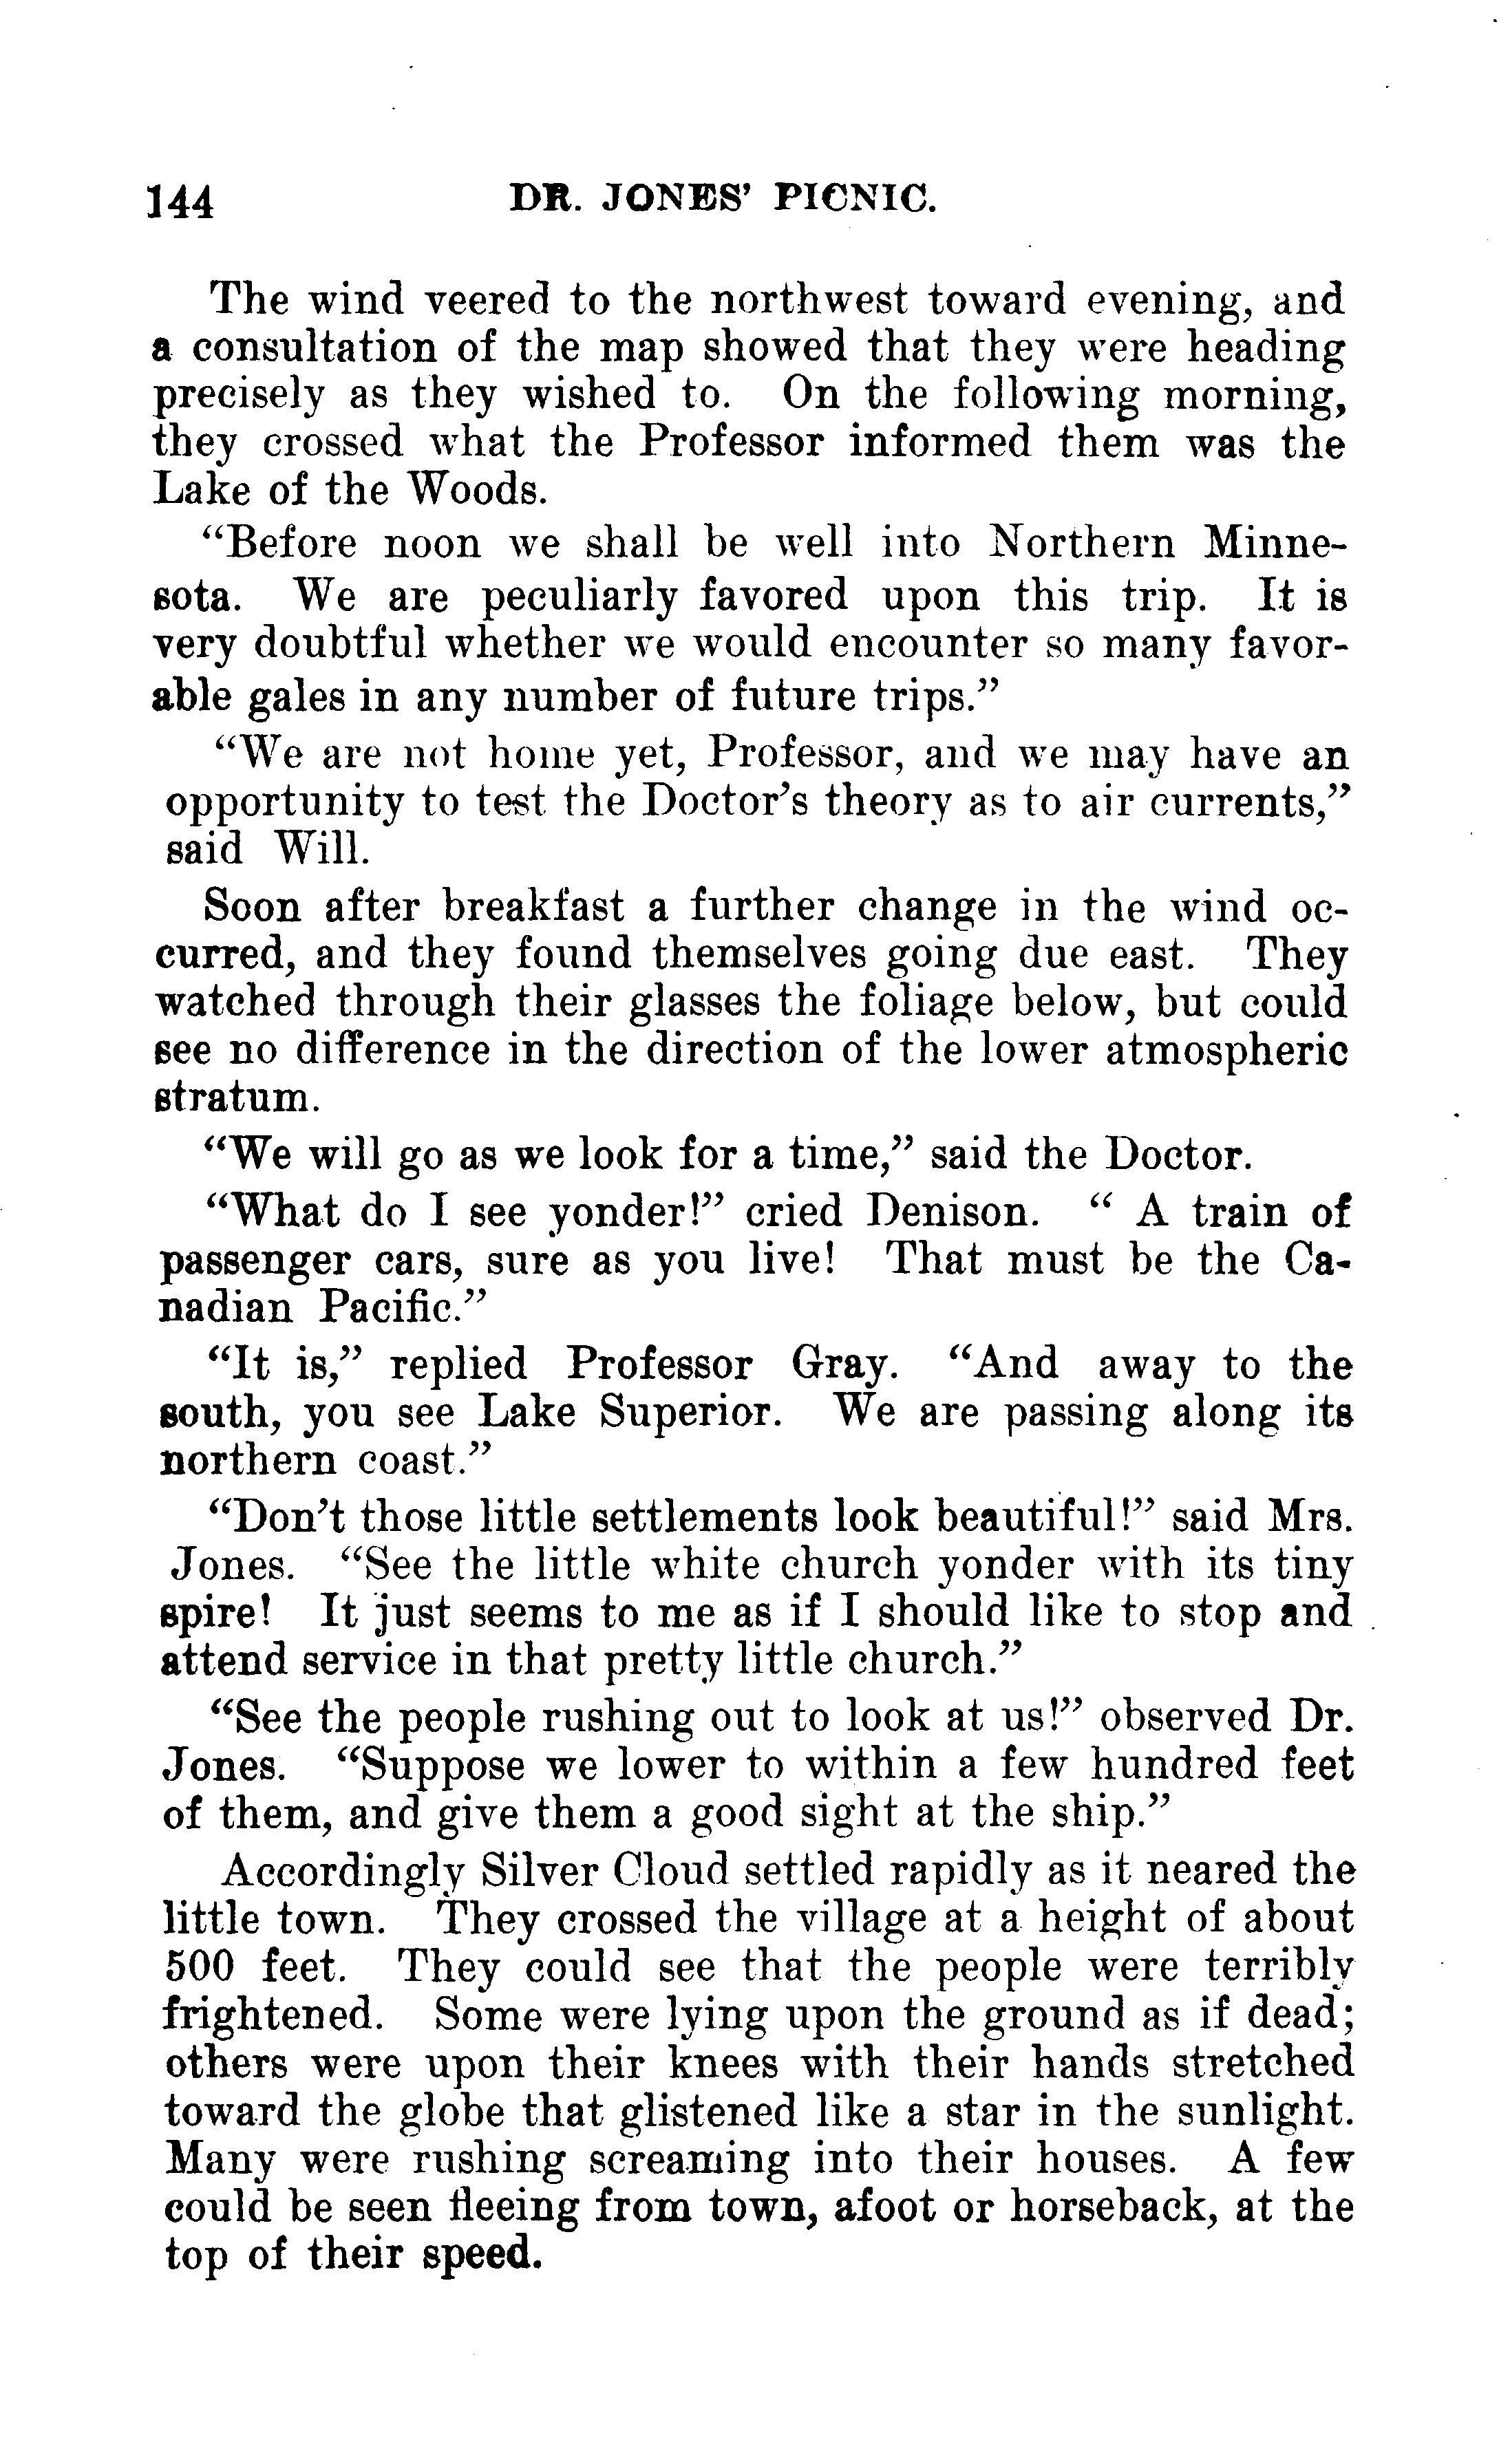 144 DR. JONES' PICNIC.
The wind veered to the northwest toward evening, and
a consultation of the map showed that they were heading
precisely as they wished to. On the following morning,
they crossed what the Professor informed them was the
Lake of the Woods.
“Before noon we shall be well into Northern Minne-
sota. We are peculiarly favored upon this trip. It is
very doubtful whether we would encounter so many favor-
able gales in any number of future trips.”
“We are not home yet, Professor, and we may have an
opportunity to test the Doctor’s theory as to air currents,”
said Will.
Soon after breakfast a further change in the wind oc-
curred, and they found themselves going due east. They
watched through their glasses the foliage below, but could
see no difference in the direction of the lower atmospheric
stratum.
“We will go as we look for a time,” said the Doctor.
“What do I see yonder!” cried Denison. “ A train of
passenger cars, sure as you live! That must be the Ca-
nadian Pacific.”
“It is,” replied Professor Gray. “And away to the
south, you see Lake Superior. We are passing along its
northern coast.”
“Don’t those little settlements look beautiful!” said Mrs.
Jones. “See the little white church yonder with its tiny
spire! It just seems to me as if I should like to stop and
attend service in that pretty little church.”
“See the people rushing out to look at us!” observed Dr.
Jones. “Suppose we lower to within a few hundred feet
of them, and give them a good sight at the ship.”
Accordingly Silver Cloud settled rapidly as it neared the
little town. They crossed the village at a height of about
500 feet. They could see that the people were terribly
frightened. Some were lying upon the ground as if dead;
others were upon their knees with their hands stretched
toward the globe that glistened like a star in the sunlight.
Many were rushing screaming into their houses. A few
could be seen fleeing from town, afoot or horseback, at the
top of their speed.